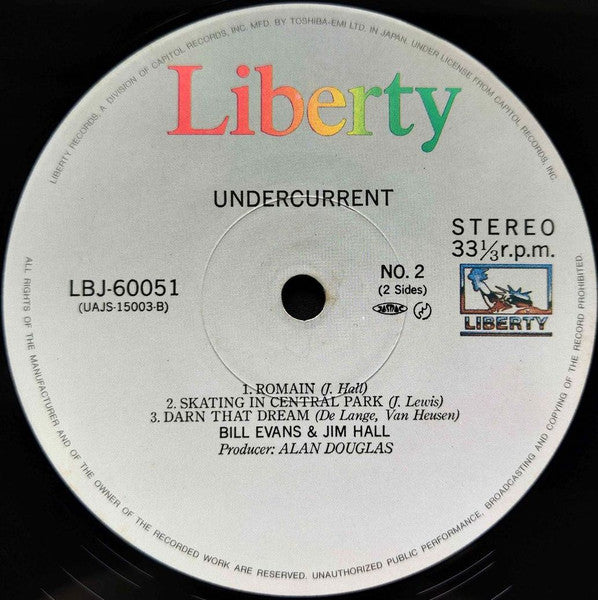 LIBERTY RECORDS, A DIVISION OF CAPITOL RECORDS, INC. MFD. BY TOSHIBA-EMI LTD. IN JAPAN. UNDER LICENSE FROM CAPITOL RECORDS, INC
Liberty
UNDERCURRENT
STEREO
33⅓r.p.m.
LBJ-60051
(UAJS-15003-B)
NO. 2
(2 Sides)
LIBERTY
1. ROMAIN (J. Hall)
2. SKATING IN CENTRAL PARK (J. Lewis)
3. DARN THAT DREAM (De Lange, Van Heusen)
BILL EVANS & JIM HALL
Producer: ALAN DOUGLAS
ALL RIGHTS OF THE MANUFACTURER AND OF THE OWNER OF THE RECORDED WORK ARE RESERVED. UNAUTHORIZED PUBLIC PERFORMANCE, BROADCASTING AND COPYING OF THE RECORD PROHIBITED.